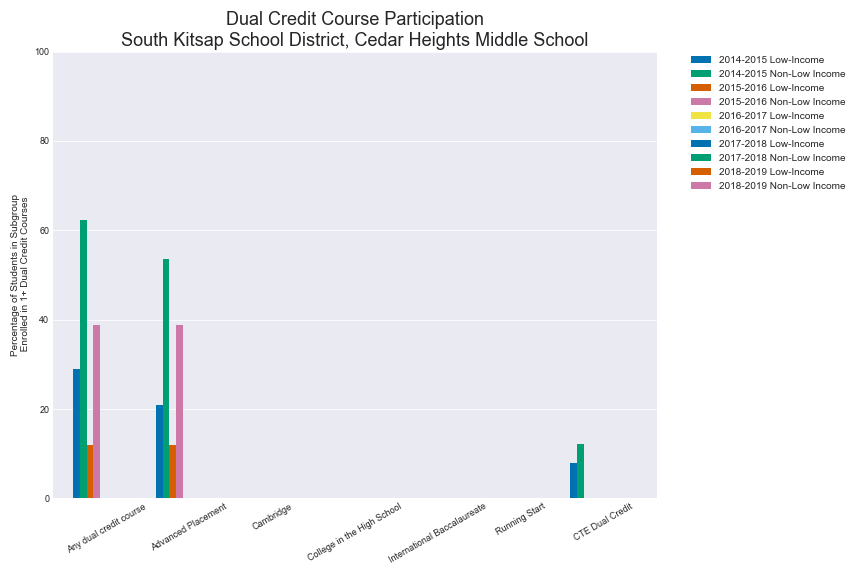 Dual Credit Course Participation
South Kitsap School District, Cedar Heights Middle School
Percentage of Students in Subgroup
Enrolled in 1+ Dual Credit Courses
100
80
60
40
20
0
Any dual credit course
Advanced Placement
Cambridge
College in the High School
International Baccalaureate
Running Start
CTE Dual Credit
2014-2015 Low-Income
2014-2015 Non-Low Income
2015-2016 Low-Income
2015-2016 Non-Low Income
2016-2017 Low-Income
2016-2017 Non-Low Income
2017-2018 Low-Income
2017-2018 Non-Low Income
2018-2019 Low-Income
2018-2019 Non-Low Income